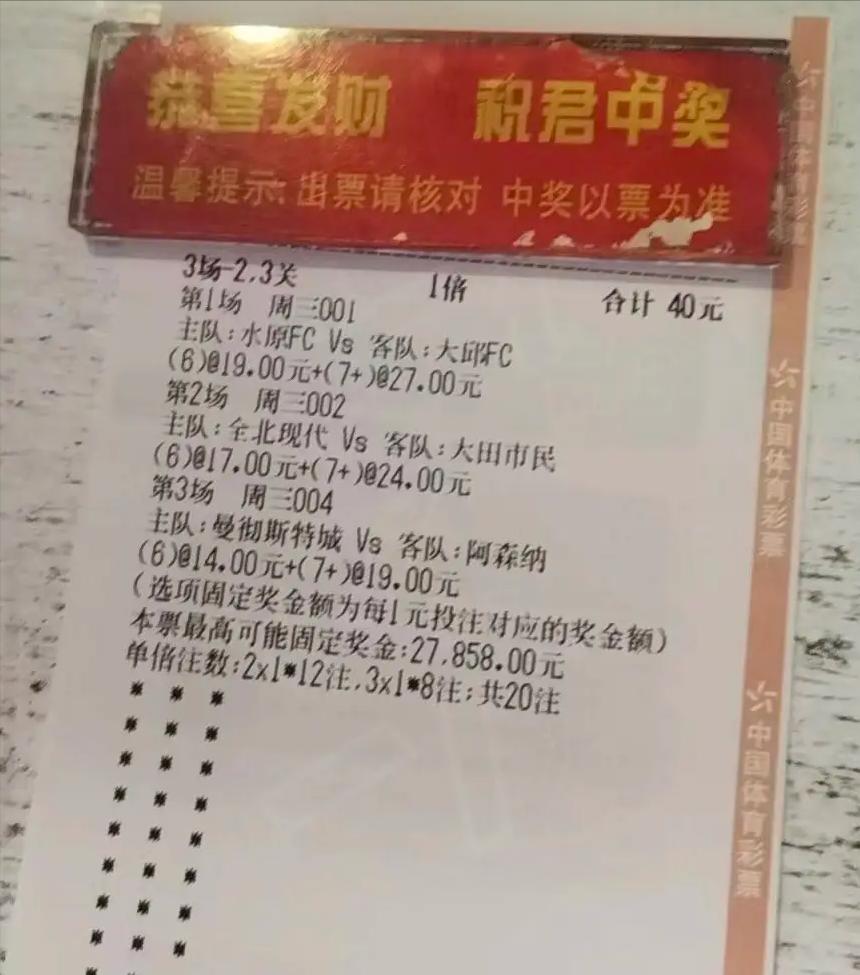 恭喜发财 祝君中奖
温馨提示:出票请核对 中奖以票为准
3场-2,3关 1倍 合计 40元
第1场 周三001
主队:水原FC Vs 客队:大邱FC
(6)@19.00元+(7+)@27.00元
第2场 周三002
主队:全北现代 Vs 客队:大田市民
(6)@17.00元+(7+)@24.00元
第3场 周三004
主队:曼彻斯特城 Vs 客队:阿森纳
(6)@14.00元+(7+)@19.00元
(选项固定奖金额为每1元投注对应的奖金额)
本票最高可能固定奖金:27,858.00元
单倍注数:2x1*12注,3x1*8注;共20注
* * *
* * *
* * *
* * *
* * *
* * *
* * *
* * *
*
中国体育彩票
中国体育彩票
中国体育彩票